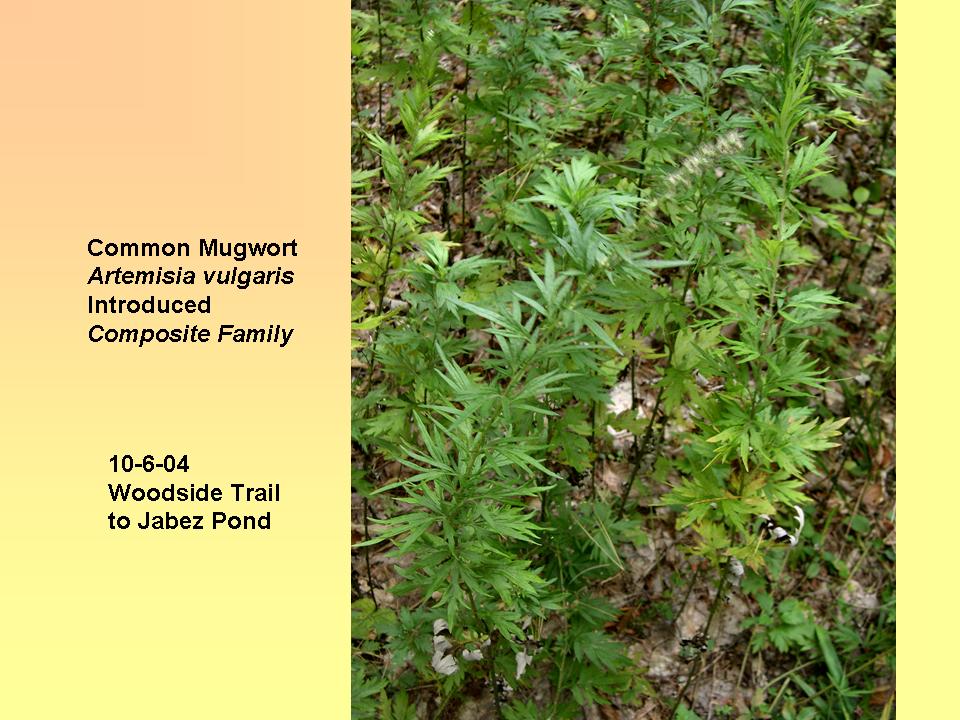 Common Mugwort
Artemisia vulgaris
Introduced
Composite Family
10-6-04
Woodside Trail
to Jabez Pond